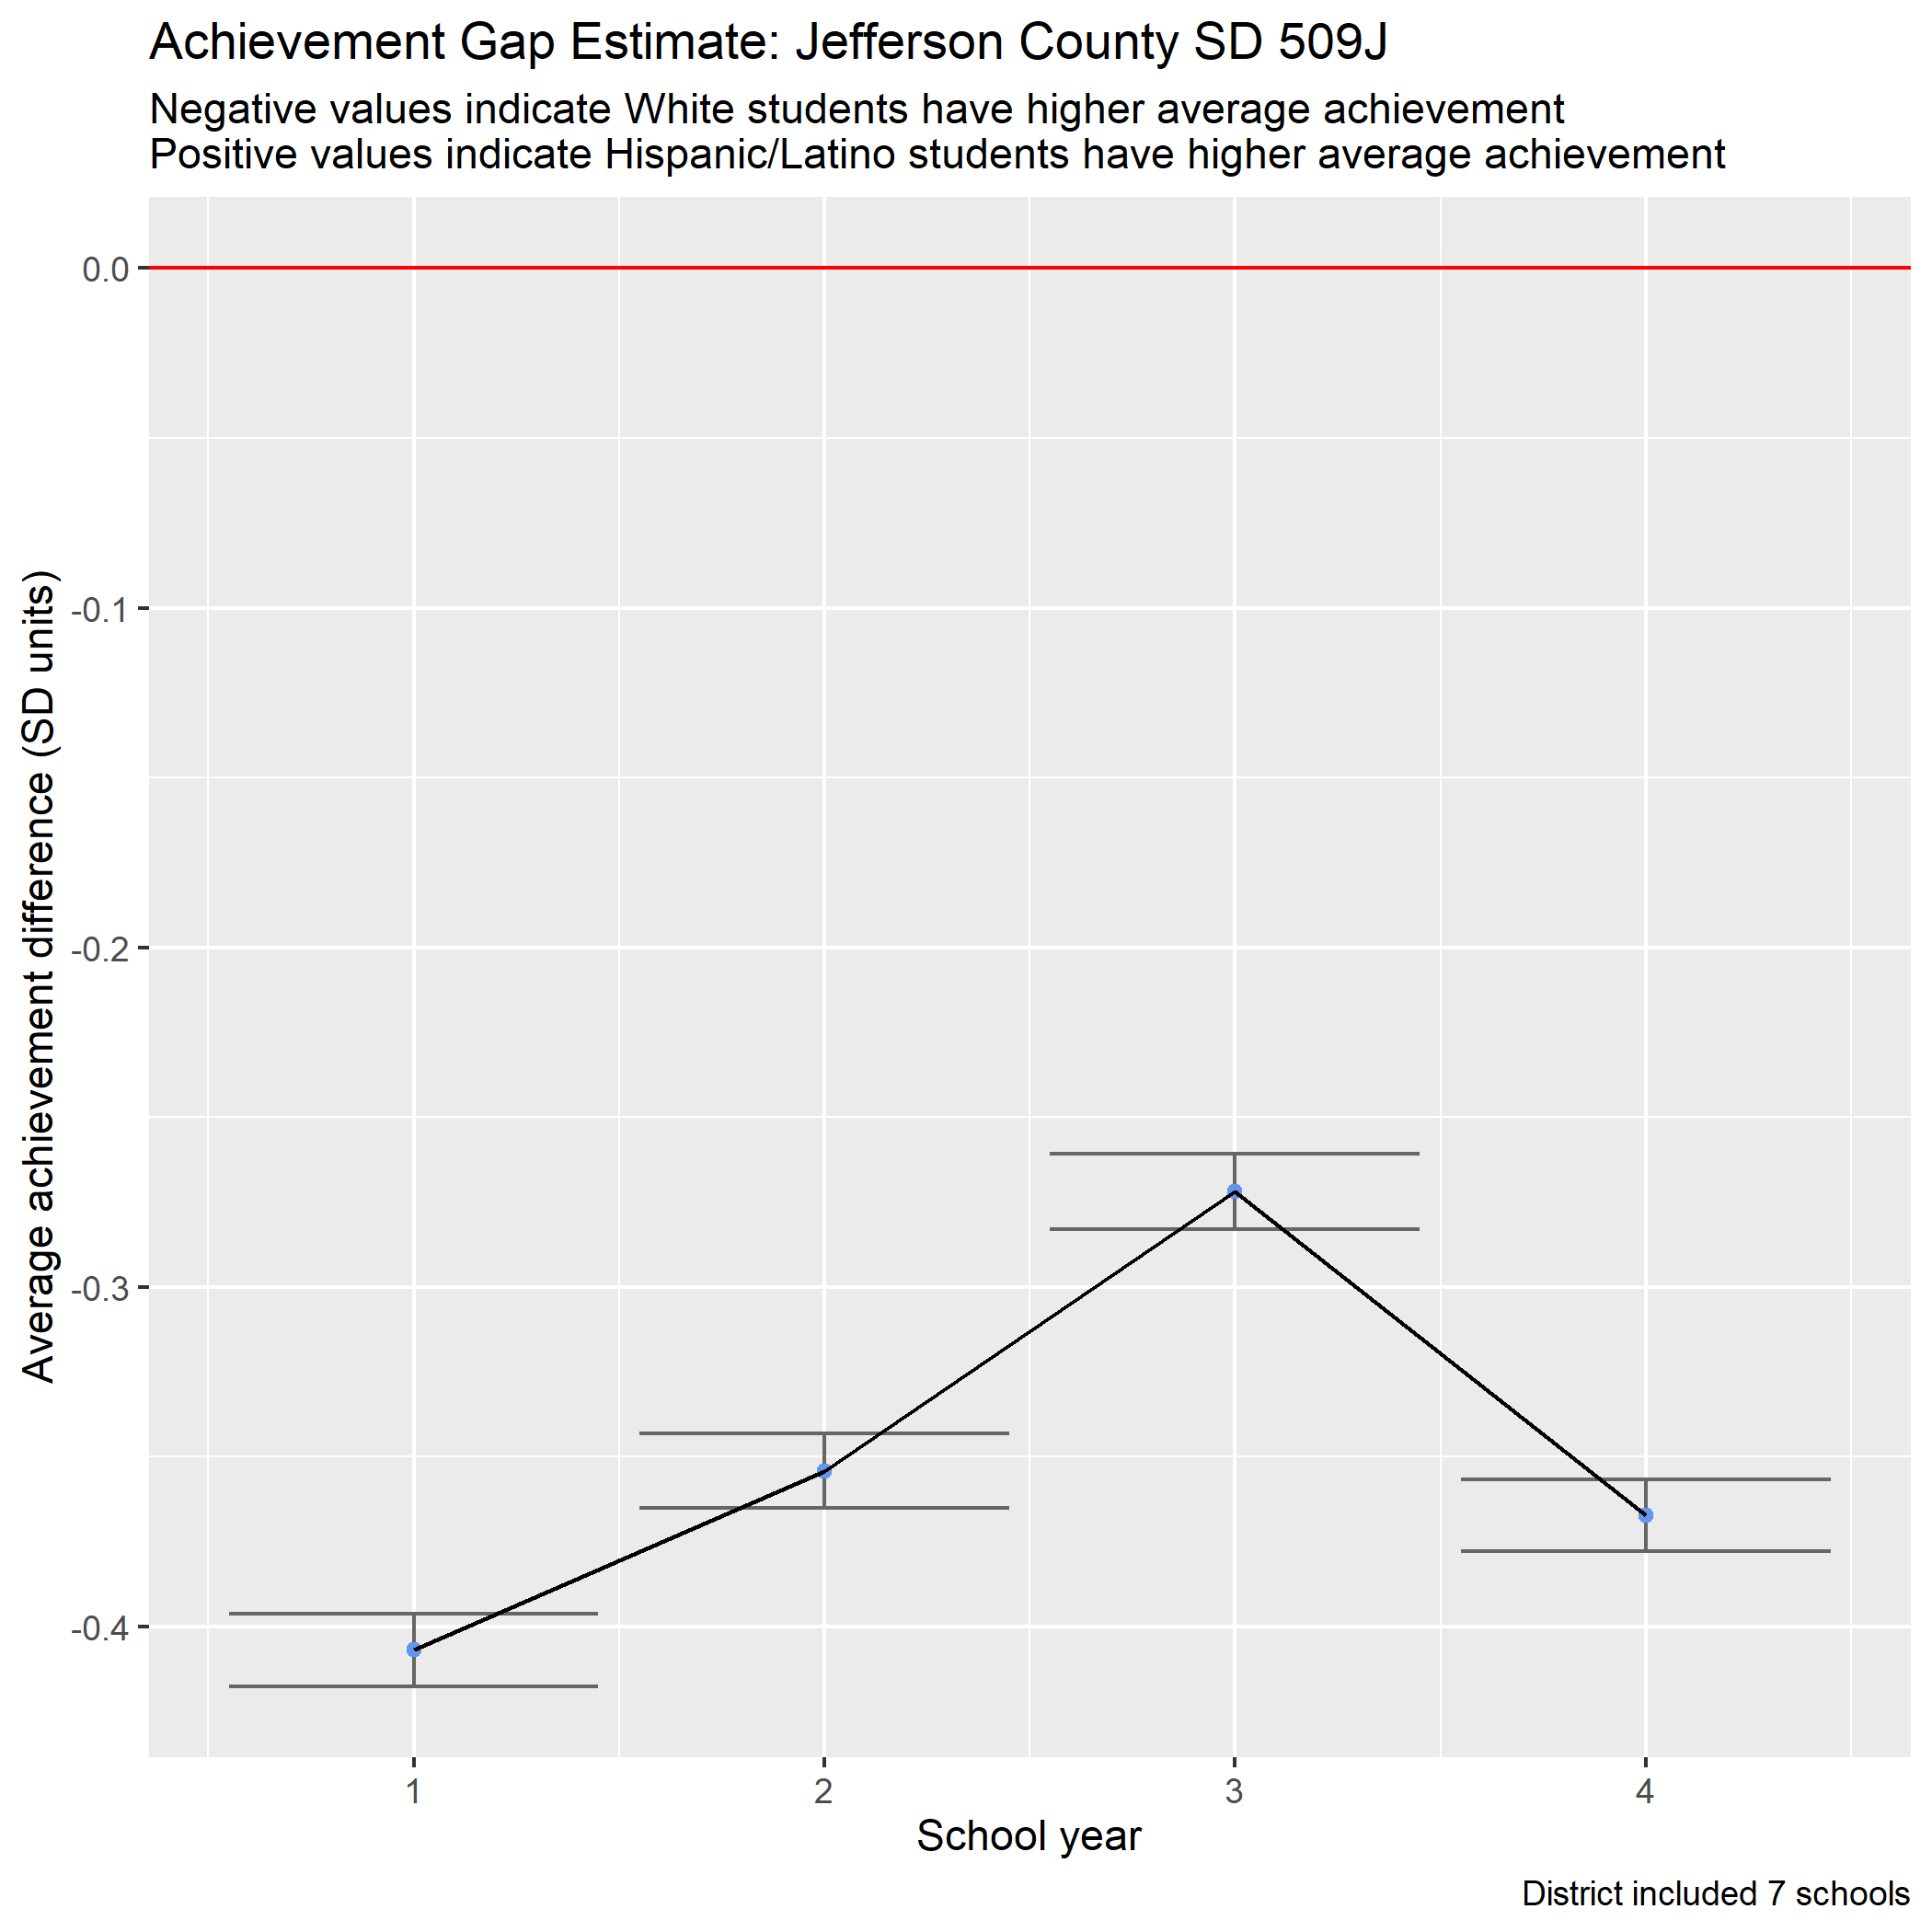 Achievement Gap Estimate: Jefferson County SD 509J
Negative values indicate White students have higher average achievement
Positive values indicate Hispanic/Latino students have higher average achievement
Average achievement difference (SD units)
0.0
-0.1
-0.2
-0.3
-0.4
1 2 3 4
School year
District included 7 schools